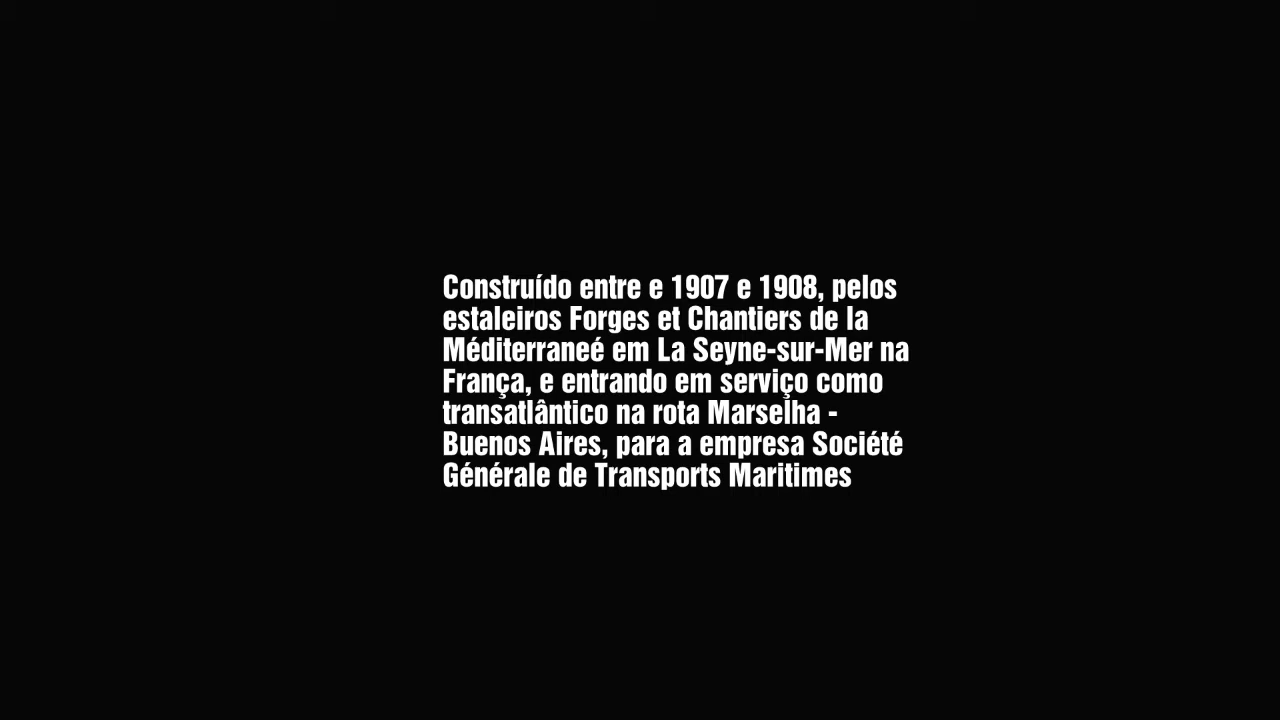 Construído entre e 1907 e 1908, pelos
estaleiros Forges et Chantiers de la
Méditerraneé em La Seyne-sur-Mer na
França, e entrando em serviço como
transatlântico na rota Marselha -
Buenos Aires, para a empresa Société
Générale de Transports Maritimes